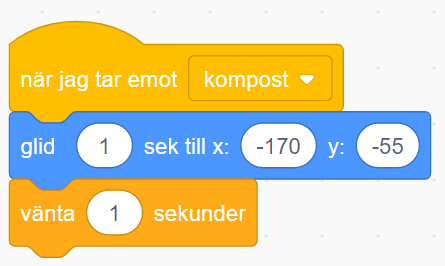 när jag tar emot kompost
glid 1 sek till x: -170 y: -55
vänta 1 sekunder